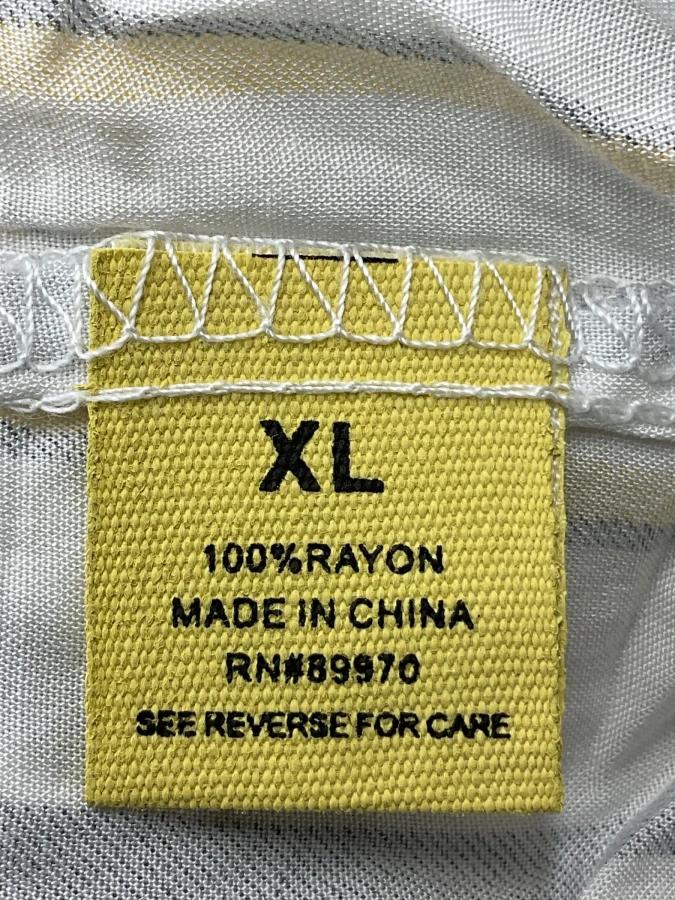 XL
100%RAYON
MADE IN CHINA
RN#89970
SEE REVERSE FOR CARE